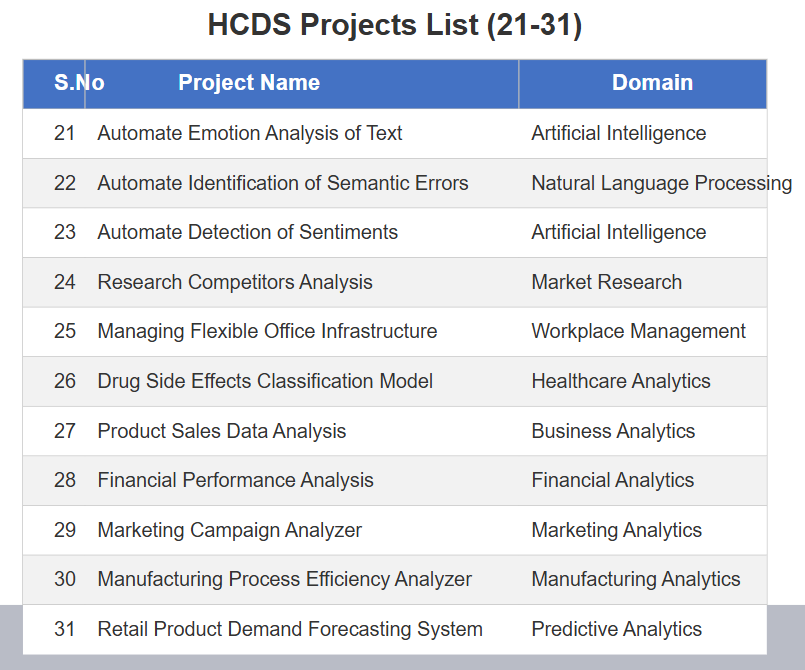 HCDS Projects List (21-31)
S.No Project Name Domain
21 Automate Emotion Analysis of Text Artificial Intelligence
22 Automate Identification of Semantic Errors Natural Language Processing
23 Automate Detection of Sentiments Artificial Intelligence
24 Research Competitors Analysis Market Research
25 Managing Flexible Office Infrastructure Workplace Management
26 Drug Side Effects Classification Model Healthcare Analytics
27 Product Sales Data Analysis Business Analytics
28 Financial Performance Analysis Financial Analytics
29 Marketing Campaign Analyzer Marketing Analytics
30 Manufacturing Process Efficiency Analyzer Manufacturing Analytics
31 Retail Product Demand Forecasting System Predictive Analytics